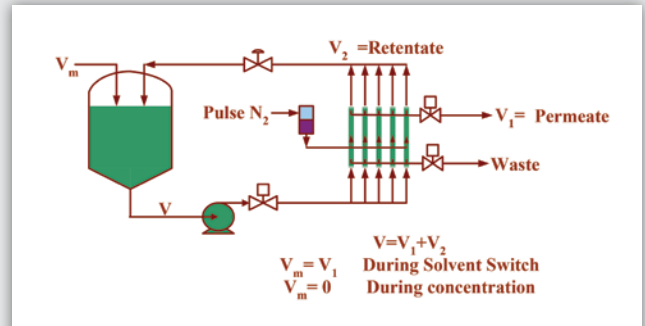 V₂ =Retentate
Vₘ
Pulse N₂
V₁= Permeate
Waste
V
V=V₁+V₂
Vₘ= V₁ During Solvent Switch
Vₘ=0 During concentration